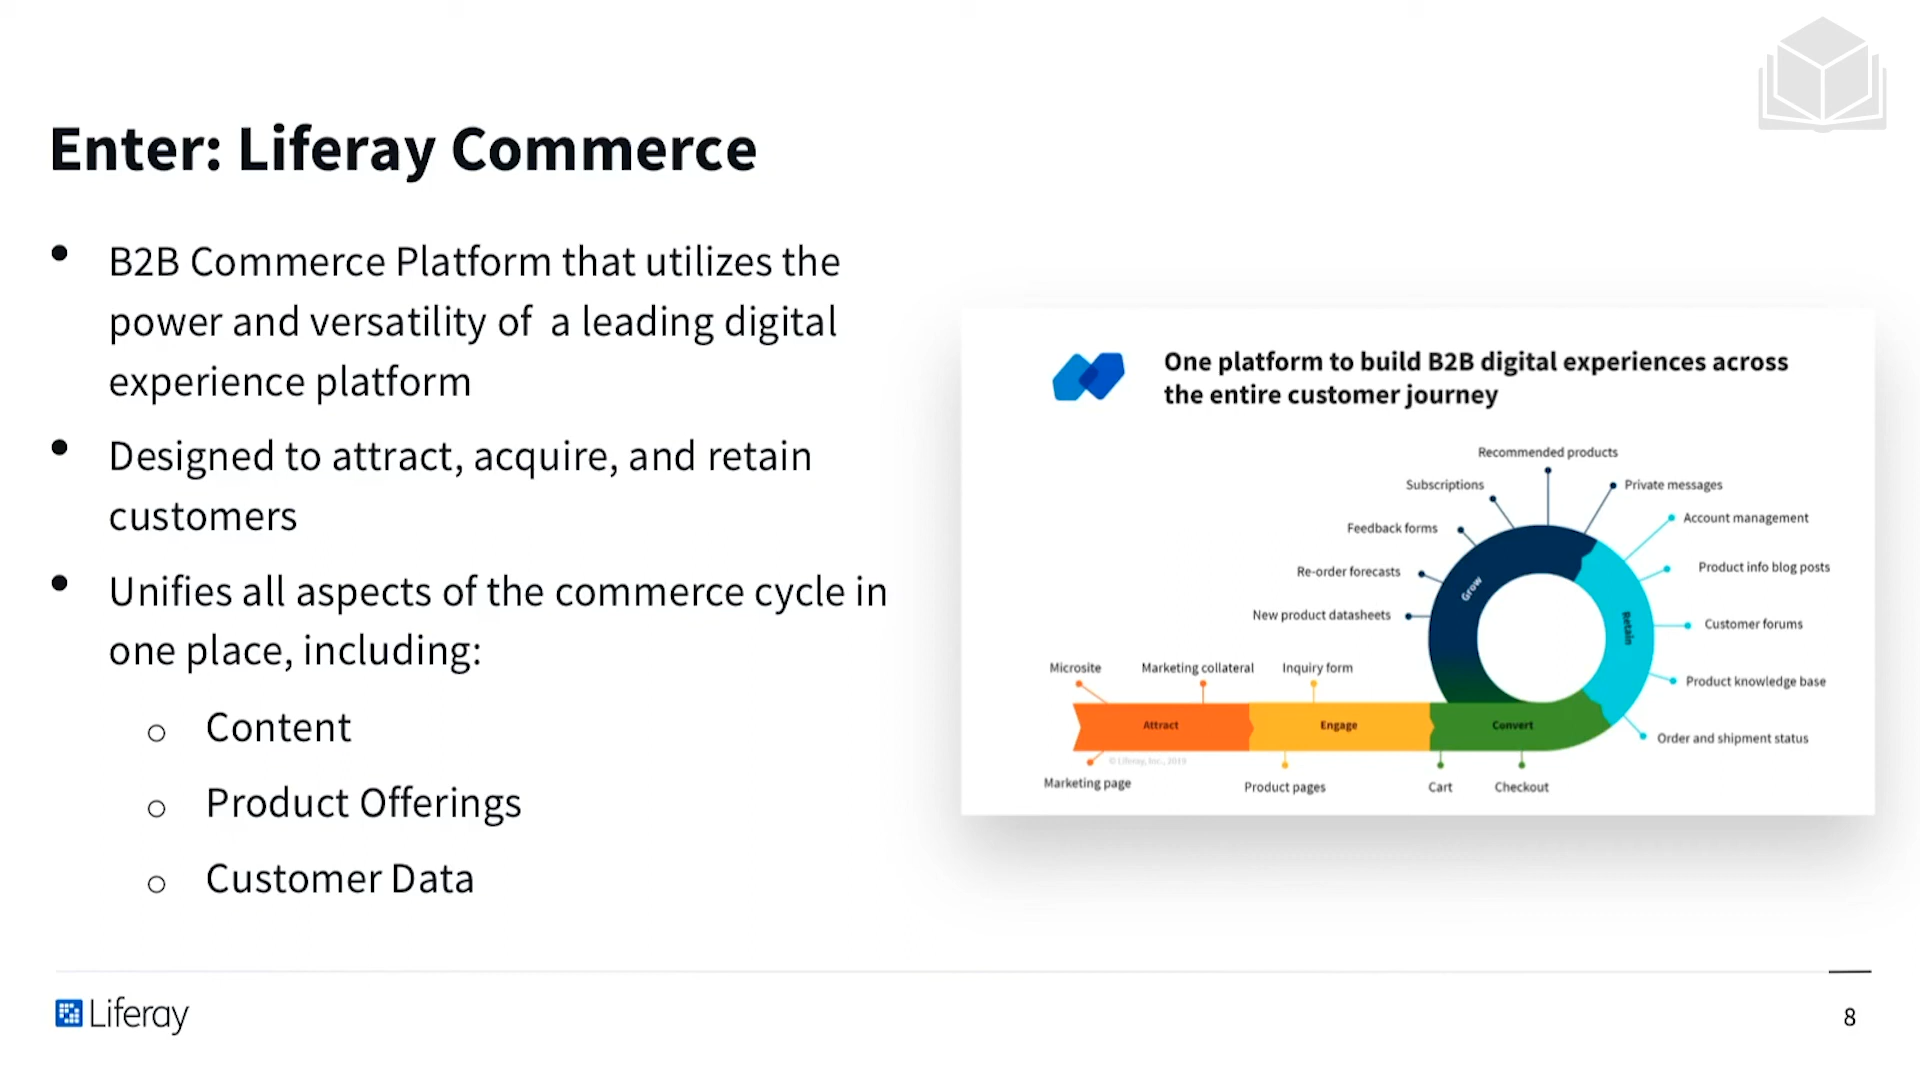 Enter: Liferay Commerce
B2B Commerce Platform that utilizes the
power and versatility of a leading digital
experience platform
Designed to attract, acquire, and retain
customers
Unifies all aspects of the commerce cycle in
one place, including:
Content
Product Offerings
Customer Data
One platform to build B2B digital experiences across
the entire customer journey
Recommended products
Subscriptions
Private messages
Feedback forms
Account management
Re-order forecasts
Product info blog posts
New product datasheets
Customer forums
Grow
Retain
Microsite
Marketing collateral
Inquiry form
Product knowledge base
Attract
Engage
Convert
Order and shipment status
© Liferay, Inc., 2019
Marketing page
Product pages
Cart
Checkout
Liferay
8